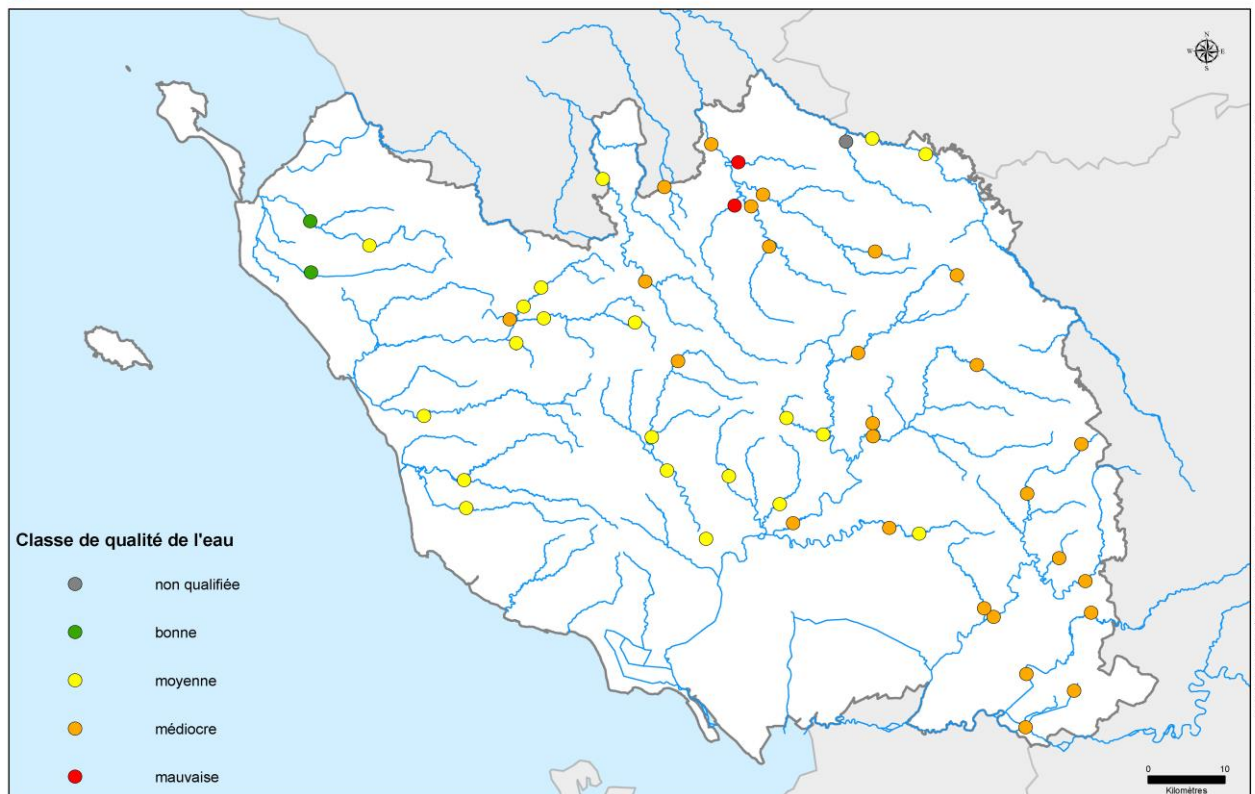 N
W E
S
Classe de qualité de l'eau
non qualifiée
bonne
moyenne
médiocre
mauvaise
0 10
Kilomètres